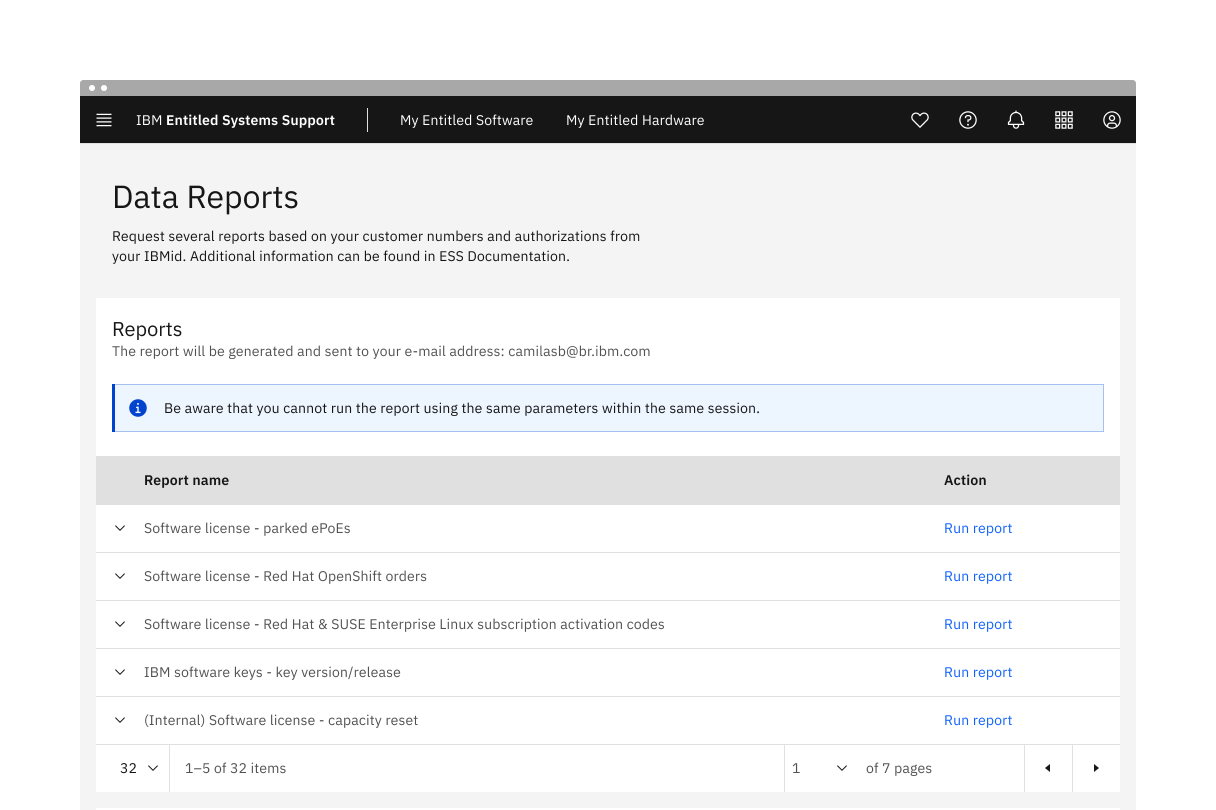 IBM Entitled Systems Support My Entitled Software My Entitled Hardware
Data Reports
Request several reports based on your customer numbers and authorizations from
your IBMid. Additional information can be found in ESS Documentation.
Reports
The report will be generated and sent to your e-mail address: camilasb@br.ibm.com
Be aware that you cannot run the report using the same parameters within the same session.
Report name Action
Software license - parked ePoEs Run report
Software license - Red Hat OpenShift orders Run report
Software license - Red Hat & SUSE Enterprise Linux subscription activation codes Run report
IBM software keys - key version/release Run report
(Internal) Software license - capacity reset Run report
32 1–5 of 32 items 1 of 7 pages